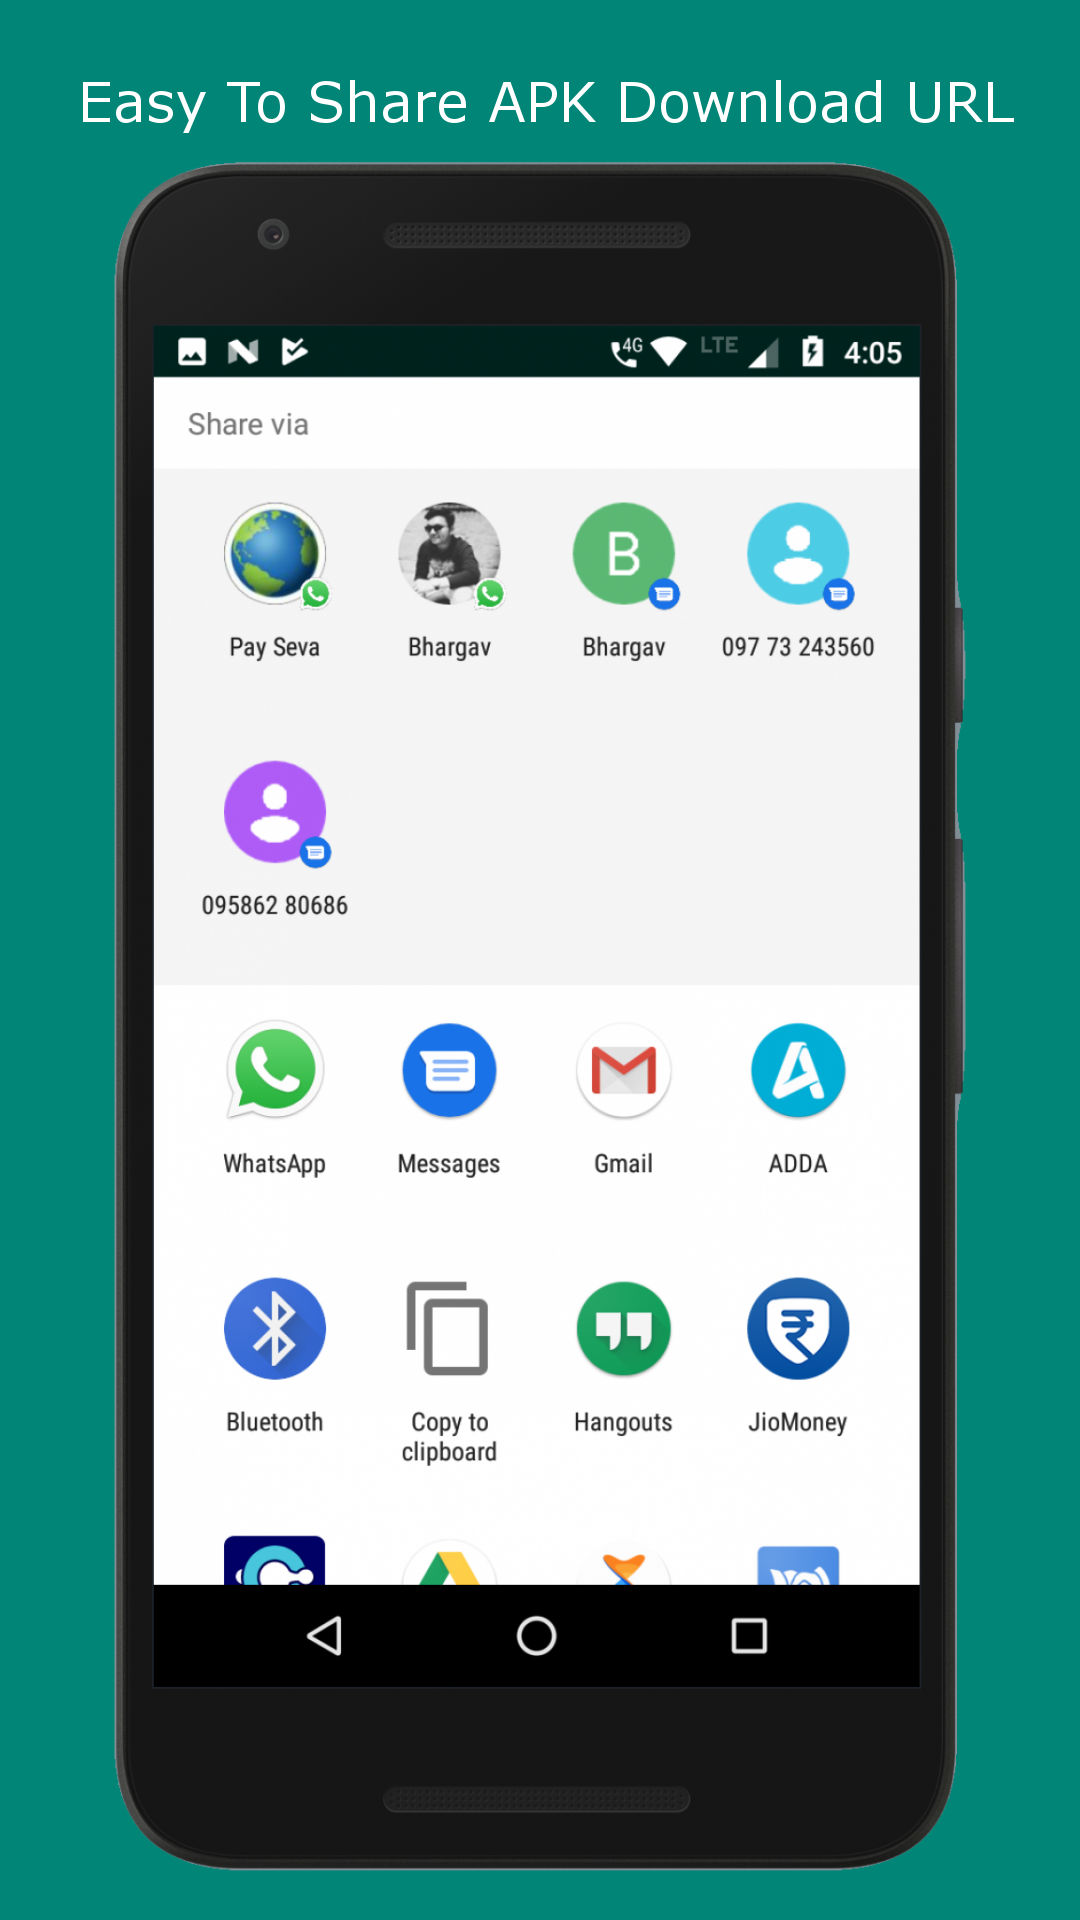 Easy To Share APK Download URL
4G LTE 4:05
Share via
B
Pay Seva Bhargav Bhargav 097 73 243560
095862 80686
WhatsApp Messages Gmail ADDA
Bluetooth Copy to clipboard Hangouts JioMoney